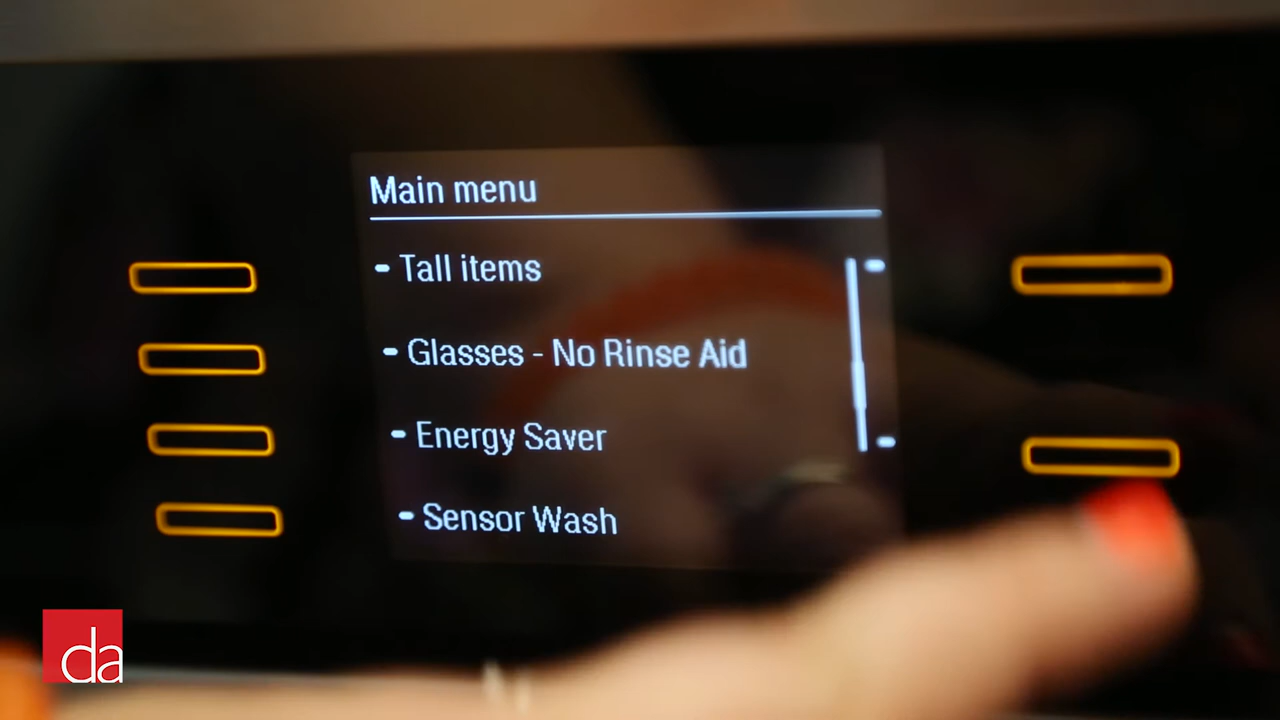 Main menu
- Tall items
- Glasses - No Rinse Aid
- Energy Saver
- Sensor Wash
da